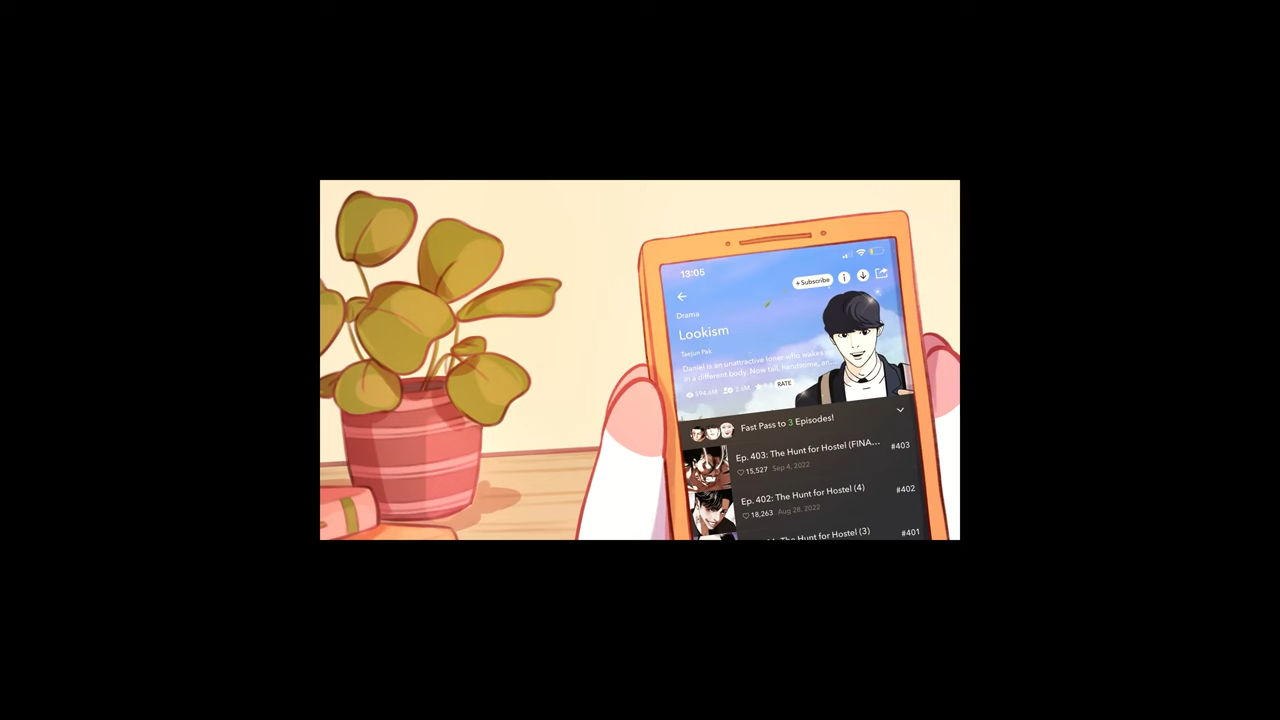 13:05
+ Subscribe
Drama
Lookism
Taejun Pak
Daniel is an unattractive loner who wakes
in a different body. Now tall, handsome, an...
2.6M
RATE
Fast Pass to 3 Episodes!
Ep. 403: The Hunt for Hostel (FINA...
#403
15,527 Sep 4, 2022
Ep. 402: The Hunt for Hostel (4)
#402
18,263 Aug 28, 2022
The Hunt for Hostel (3)
#401